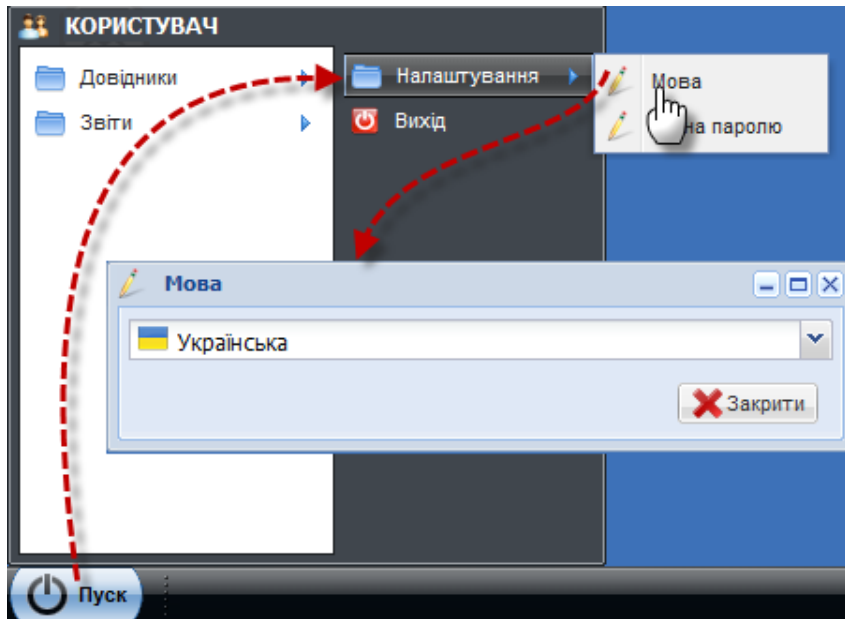 КОРИСТУВАЧ
Довідники
Звіти
Налаштування
Вихід
Мова
на паролю
Мова
Українська
Закрити
Пуск